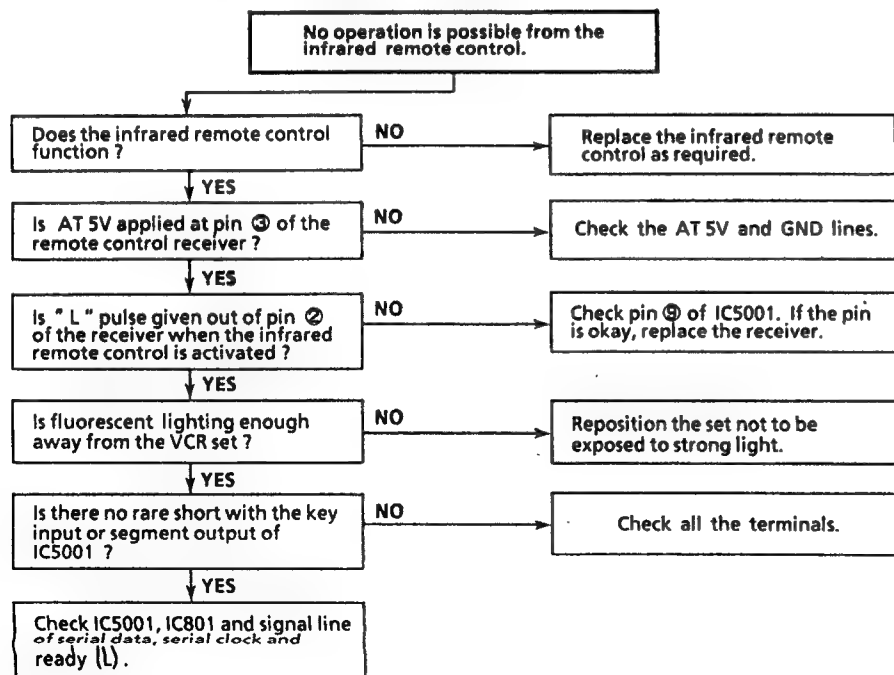 No operation is possible from the
infrared remote control.
Does the infrared remote control
function ?
NO
Replace the infrared remote
control as required.
YES
Is AT 5V applied at pin ③ of the
remote control receiver ?
NO
Check the AT 5V and GND lines.
YES
Is " L " pulse given out of pin ②
of the receiver when the infrared
remote control is activated ?
NO
Check pin ⑨ of IC5001. If the pin
is okay, replace the receiver.
YES
Is fluorescent lighting enough
away from the VCR set ?
NO
Reposition the set not to be
exposed to strong light.
YES
Is there no rare short with the key
input or segment output of
IC5001 ?
NO
Check all the terminals.
YES
Check IC5001, IC801 and signal line
of serial data, serial clock and
ready (L) .